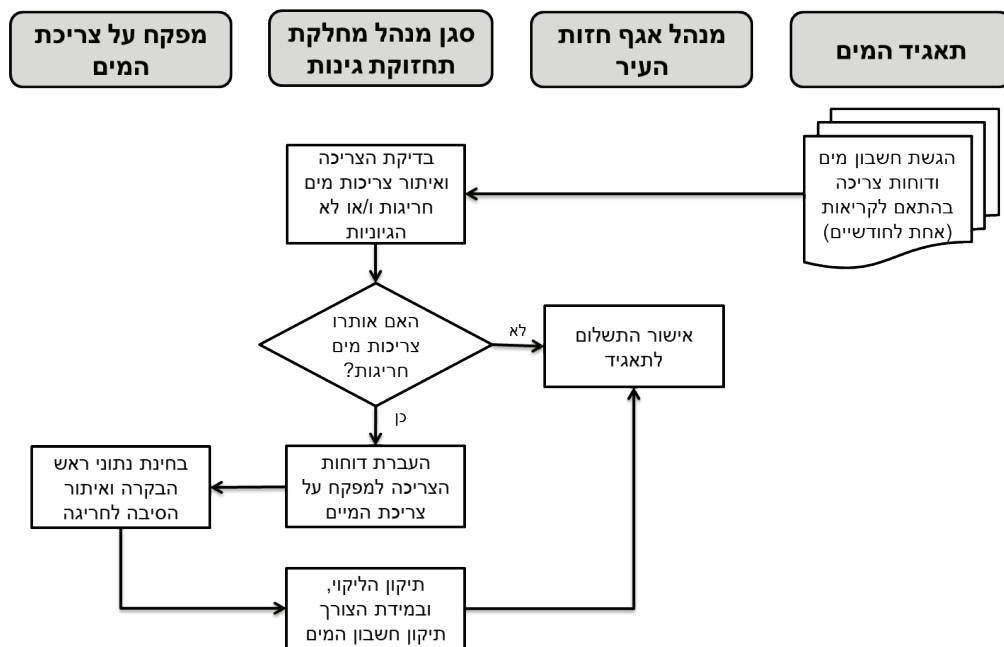 תאגיד המים
מנהל אגף חזות
העיר
סגן מנהל מחלקת
תחזוקת גינות
מפקח על צריכת
המים
הגשת חשבון מים
ודוחות צריכה
בהתאם לקריאות
(אחת לחודשיים)
בדיקת הצריכה
ואיתור צריכות מים
חריגות ו/או לא
הגיוניות
האם אותרו
צריכות מים
חריגות?
לא
אישור התשלום
לתאגיד
כן
העברת דוחות
הצריכה למפקח על
צריכת המיים
בחינת נתוני ראש
הבקרה ואיתור
הסיבה לחריגה
תיקון הליקוי,
ובמידת הצורך
תיקון חשבון המים